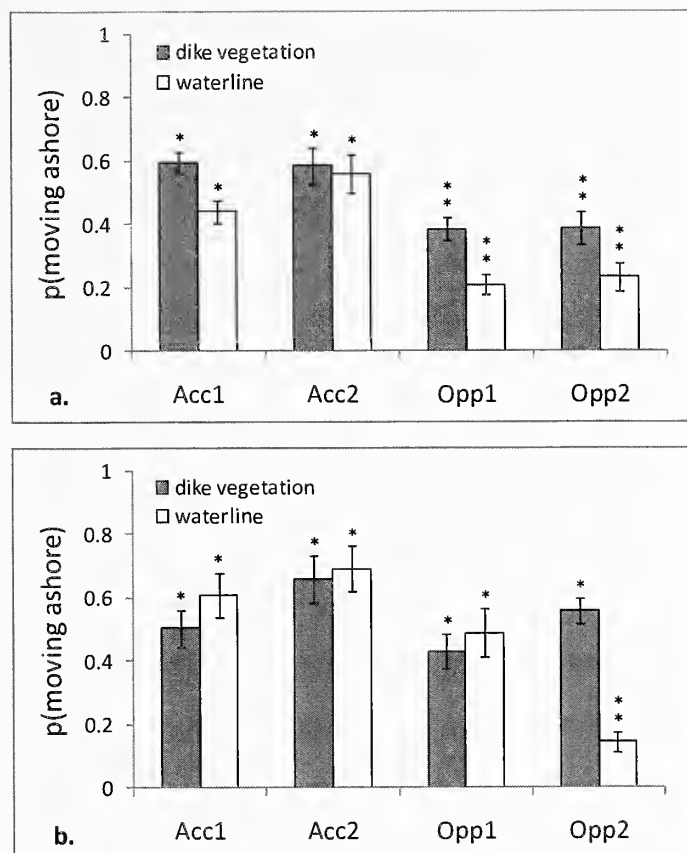 1
dike vegetation
waterline
0.8
0.6
0.4
0.2
0
p(moving ashore)
* * * * ** ** ** **
Acc1 Acc2 Opp1 Opp2
a.
1
dike vegetation
waterline
0.8
0.6
0.4
0.2
0
p(moving ashore)
* * * * * * * **
Acc1 Acc2 Opp1 Opp2
b.